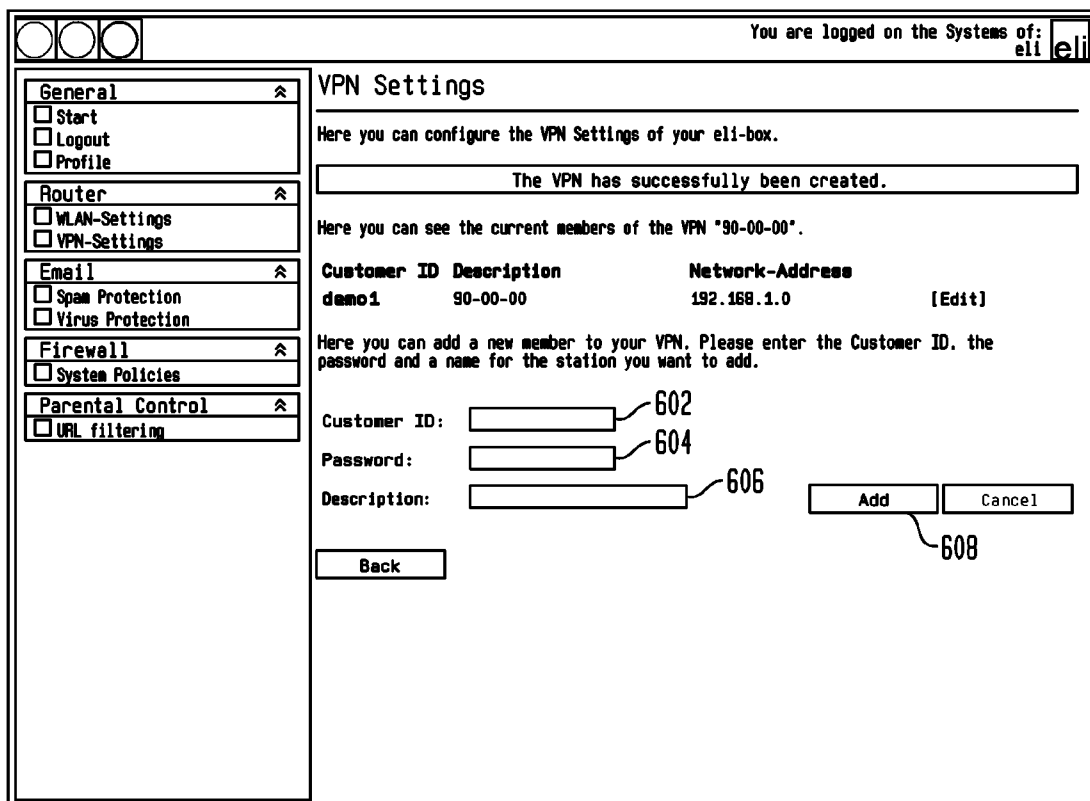 You are logged on the Systems of:
eli
eli
General
Start
Logout
Profile
Router
WLAN-Settings
VPN-Settings
Email
Spam Protection
Virus Protection
Firewall
System Policies
Parental Control
URL filtering
VPN Settings
Here you can configure the VPN Settings of your eli-box.
The VPN has successfully been created.
Here you can see the current members of the VPN "90-00-00".
Customer ID Description Network-Address
demo1 90-00-00 192.168.1.0 [Edit]
Here you can add a new member to your VPN. Please enter the Customer ID. the
password and a name for the station you want to add.
Customer ID: 602
Password: 604
Description: 606
Add Cancel
608
Back